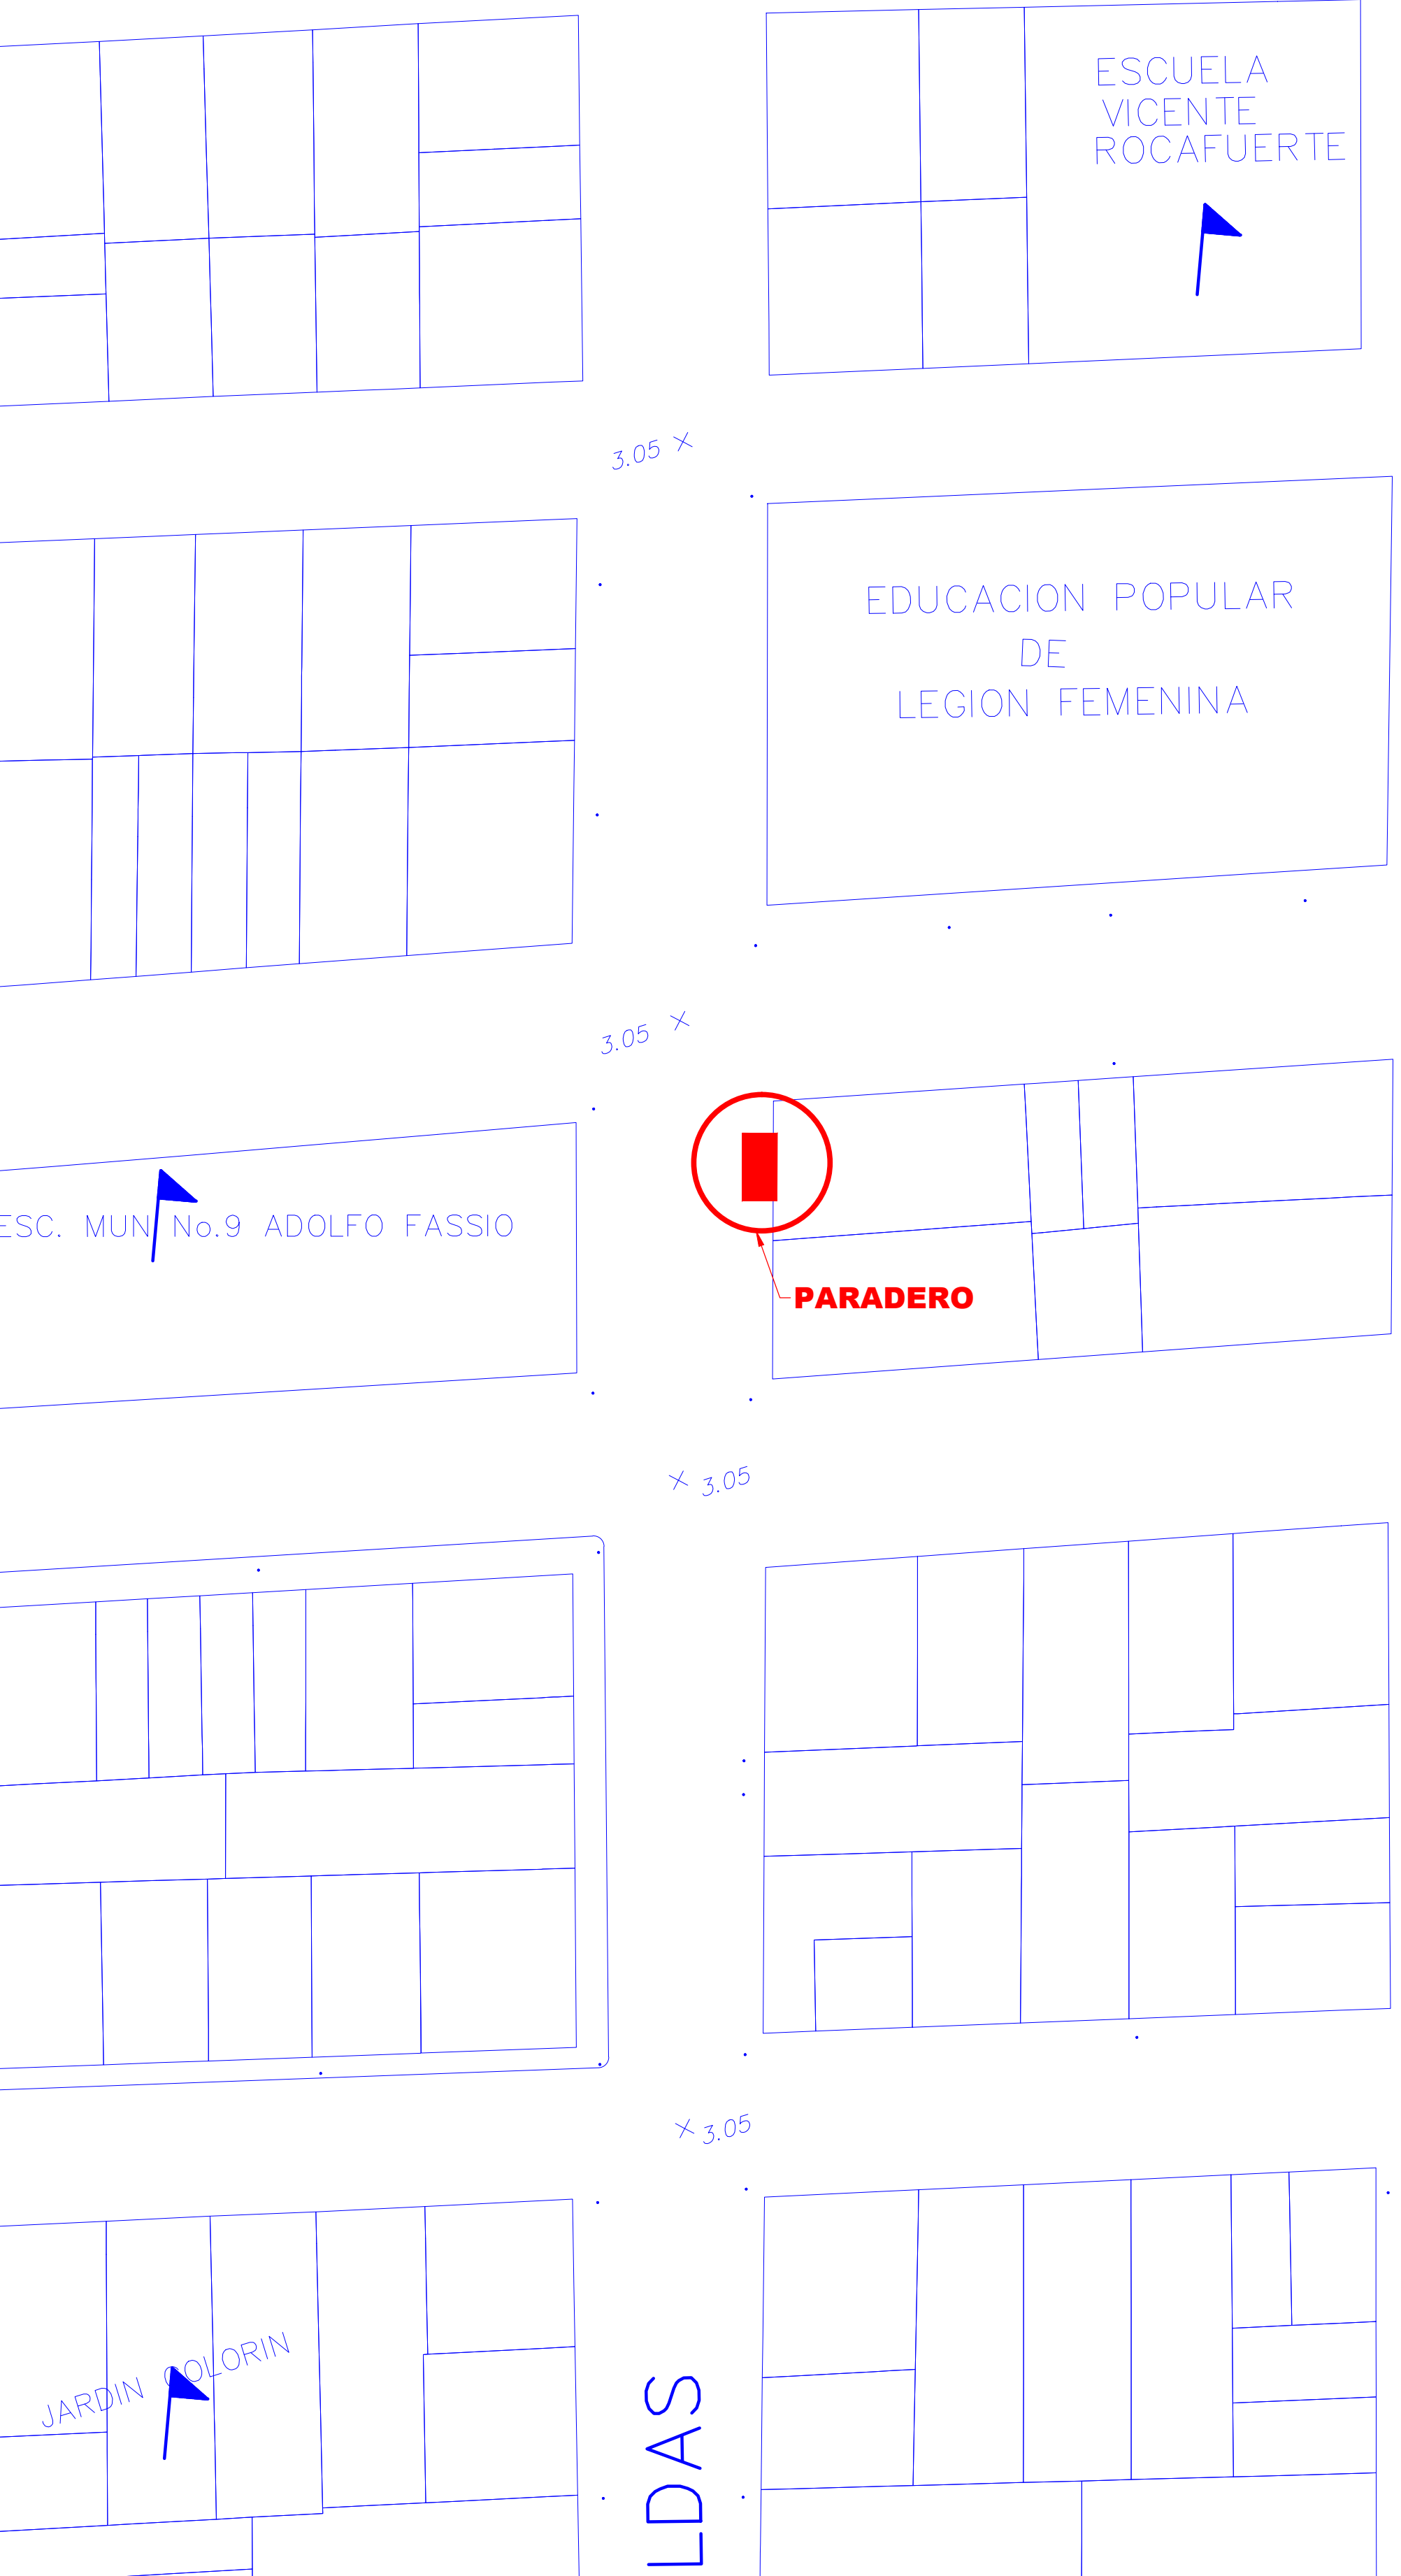 ESCUELA
VICENTE
ROCAFUERTE
3.05
EDUCACION POPULAR
DE
LEGION FEMENINA
3.05
ESC. MUN No.9 ADOLFO FASSIO
PARADERO
3.05
3.05
JARDIN COLORIN
LDAS